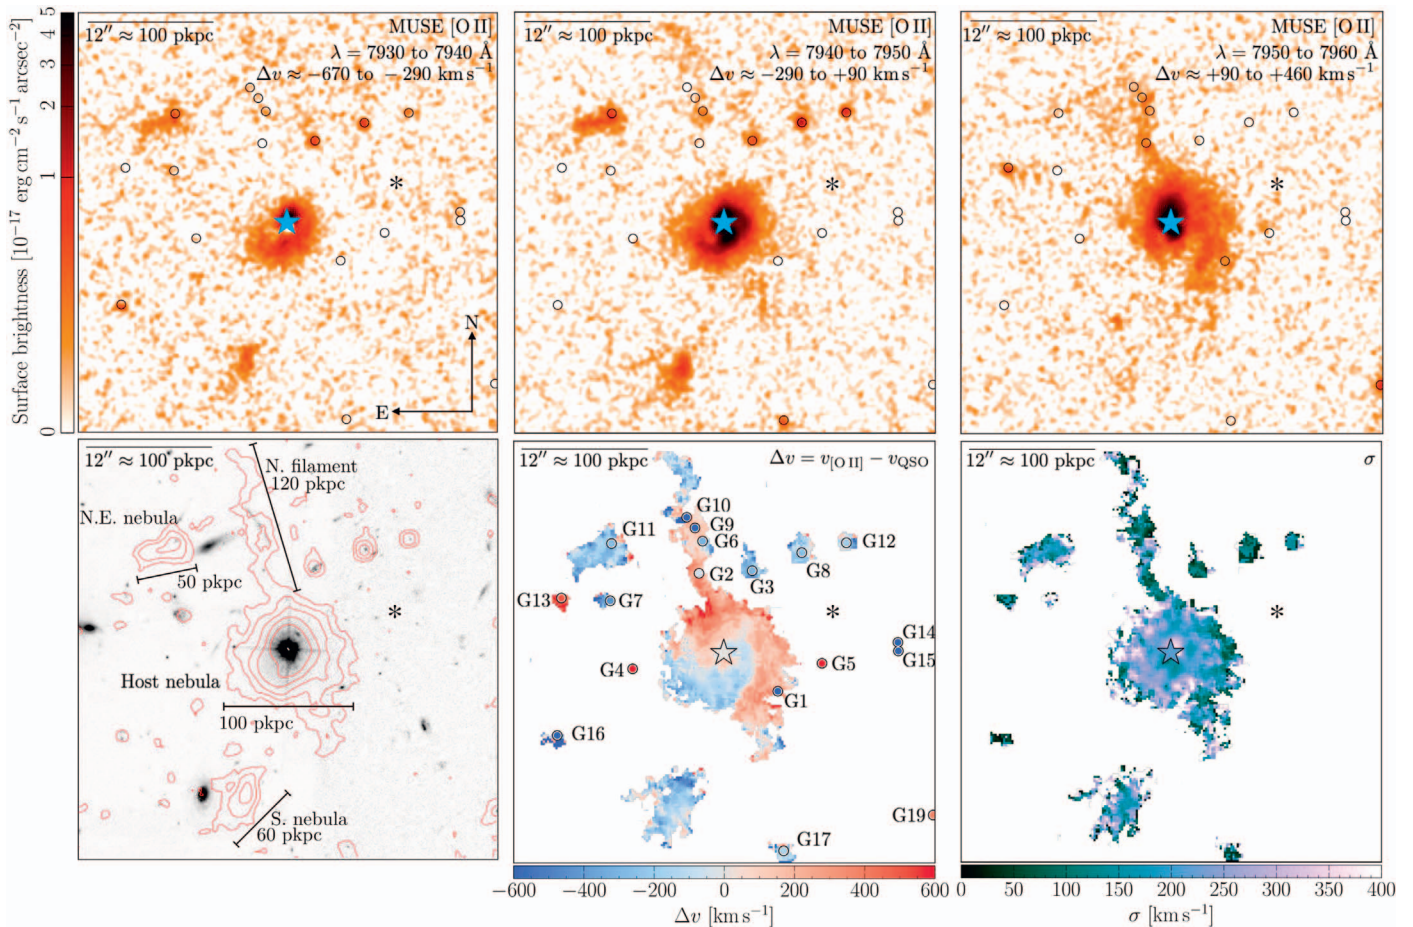 Surface brightness [10⁻¹⁷ erg cm⁻² s⁻¹ arcsec⁻²]
5
4
3
2
1
0
12″ ≈ 100 pkpc
MUSE [O II]
λ = 7930 to 7940 Å
Δv ≈ −670 to − 290 km s⁻¹
N
E
12″ ≈ 100 pkpc
MUSE [O II]
λ = 7940 to 7950 Å
Δv ≈ −290 to +90 km s⁻¹
*
12″ ≈ 100 pkpc
MUSE [O II]
λ = 7950 to 7960 Å
Δv ≈ +90 to +460 km s⁻¹
*
12″ ≈ 100 pkpc
N. filament
120 pkpc
N.E. nebula
50 pkpc
*
Host nebula
100 pkpc
S. nebula
60 pkpc
12″ ≈ 100 pkpc
Δv = v[O II] − vQSO
G10
G9
G11
G6
G12
G8
G2
G3
G13
G7
*
G14
G15
G4
G5
G1
G16
G19
G17
−600
−400
−200
0
200
400
600
Δv [km s⁻¹]
12″ ≈ 100 pkpc
σ
*
0
50
100
150
200
250
300
350
400
σ [km s⁻¹]